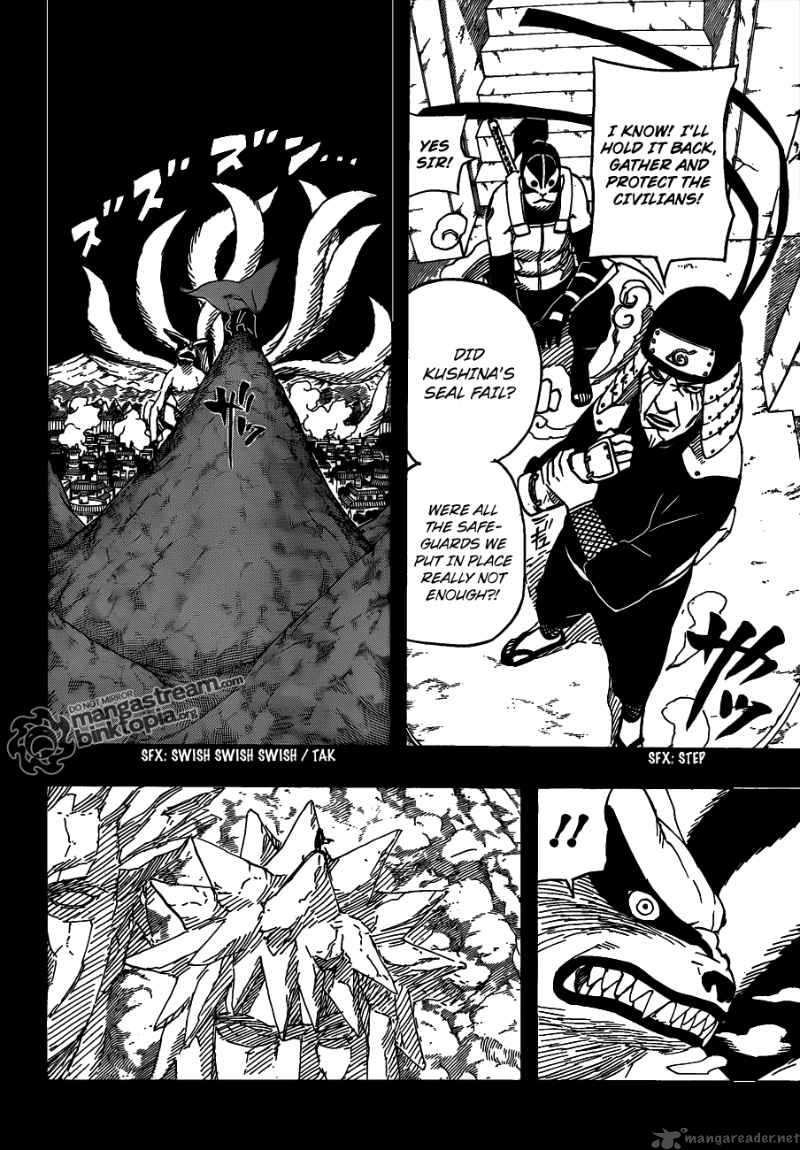 I KNOW! I'LL
HOLD IT BACK,
GATHER AND
PROTECT THE
CIVILIANS!
YES
SIR!
DID
KUSHINA'S
SEAL FAIL?
WERE ALL
THE SAFE-
GUARDS WE
PUT IN PLACE
REALLY NOT
ENOUGH?!
ザッ
SFX: STEP
ズズズズン...
ザッ
DO NOT MIRROR
mangastream.com
binktopia.org
SFX: SWISH SWISH SWISH / TAK
!!
mangareader.net